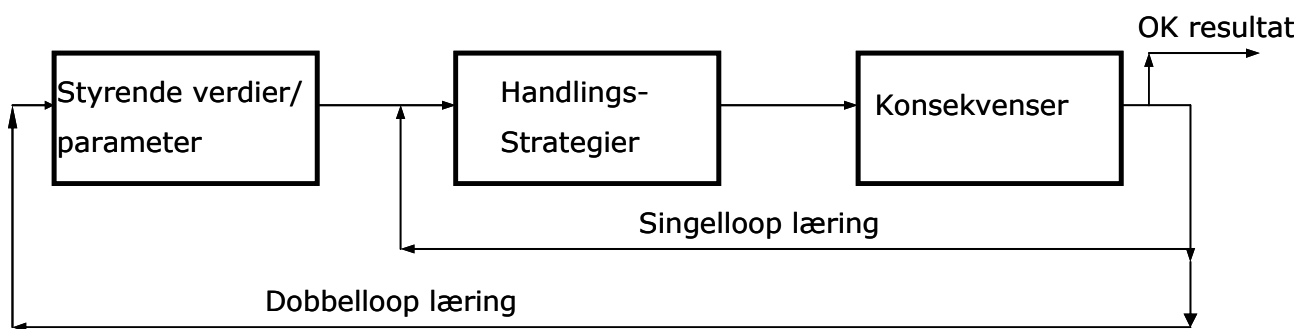 OK resultat
Styrende verdier/
parameter
Handlings-
Strategier
Konsekvenser
Singelloop læring
Dobbelloop læring